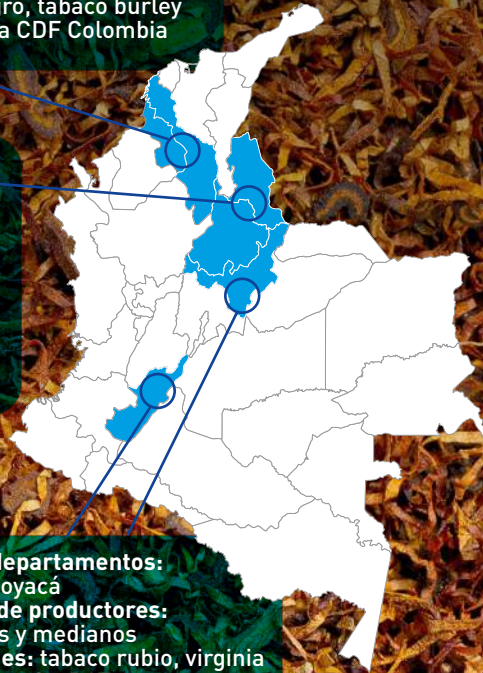 ro, tabaco burley
a CDF Colombia
departamentos:
oyacá
de productores:
s y medianos
es: tabaco rubio, virginia